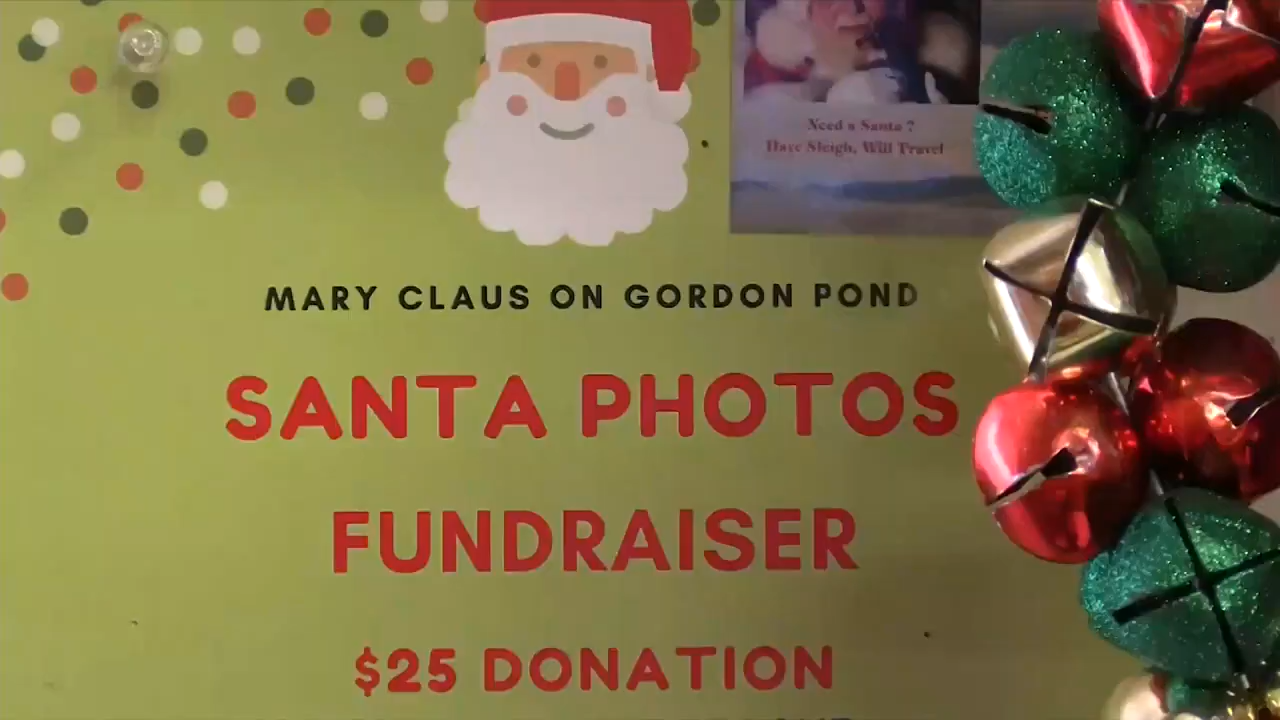 Need a Santa ?
Have Sleigh, Will Travel
MARY CLAUS ON GORDON POND
SANTA PHOTOS
FUNDRAISER
$25 DONATION